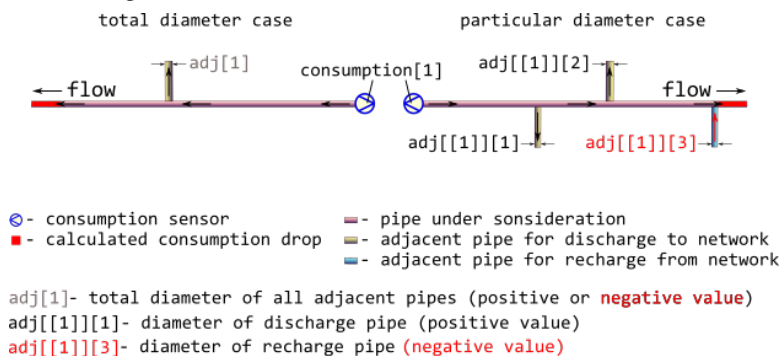 total diameter case
particular diameter case
adj[1]
consumption[1]
adj[[1]][2]
flow
flow
adj[[1]][1]
adj[[1]][3]
- consumption sensor
- pipe under sonsideration
- calculated consumption drop
- adjacent pipe for discharge to network
- adjacent pipe for recharge from network
adj[1]- total diameter of all adjacent pipes (positive or negative value)
adj[[1]][1]- diameter of discharge pipe (positive value)
adj[[1]][3]- diameter of recharge pipe (negative value)